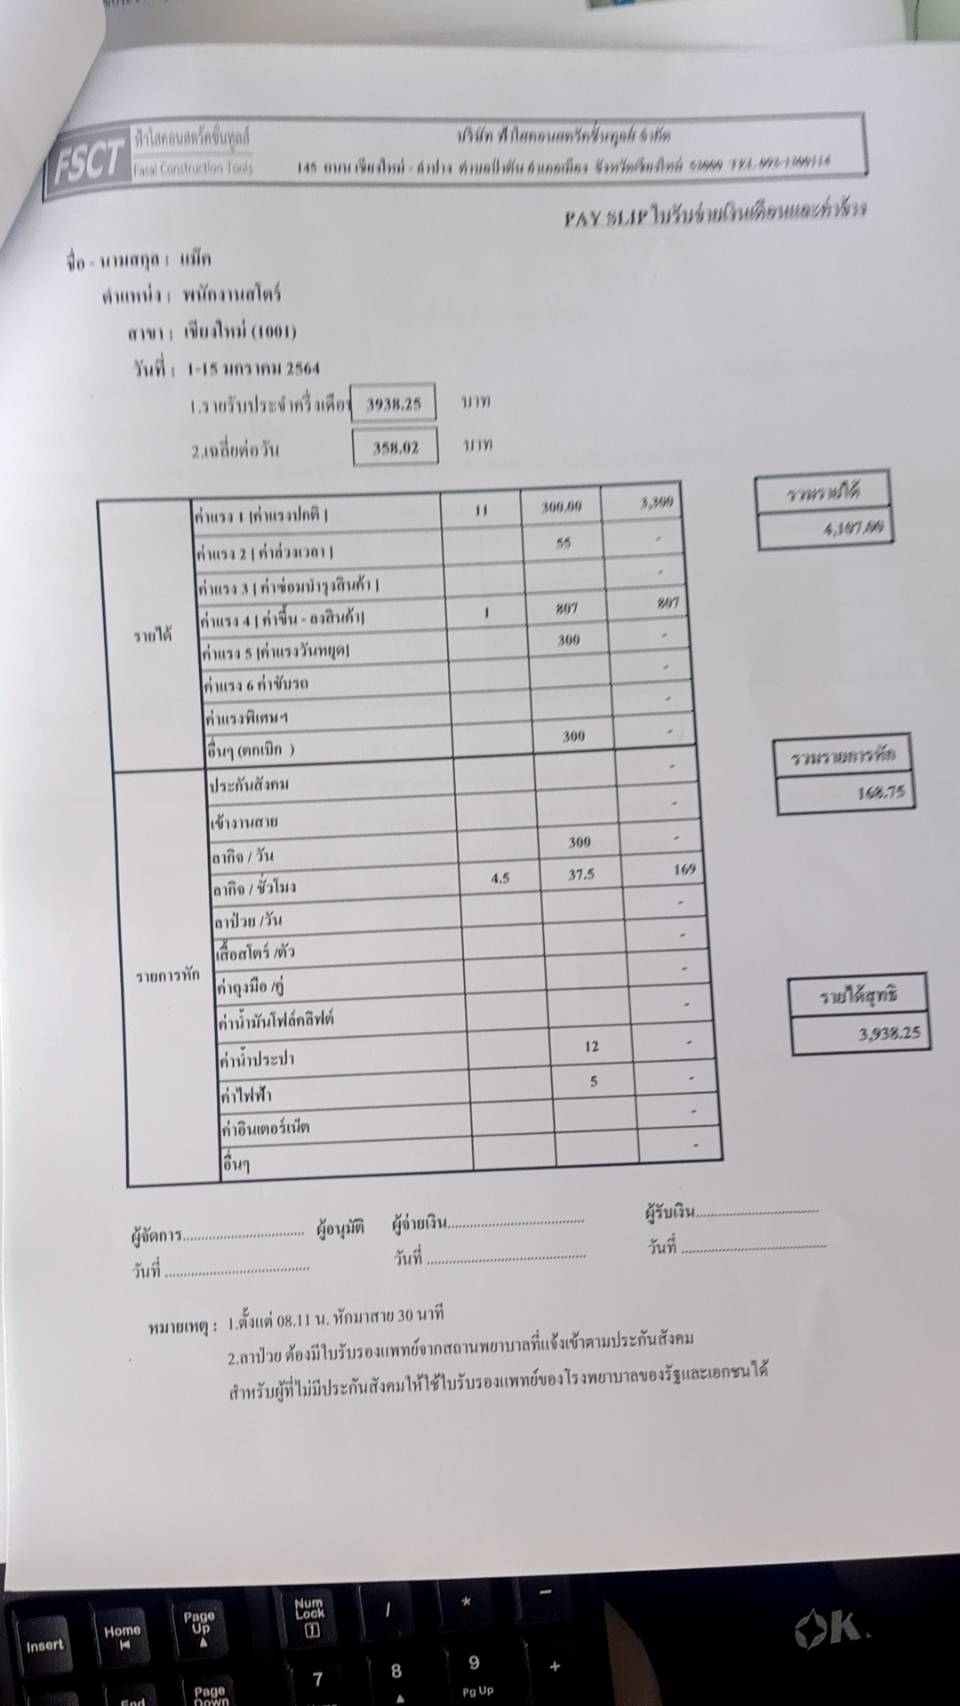 FSCT
ฟ้าใสคอนสตรัคชั่นทูลส์
Fasai Construction Tools
บริษัท ฟ้าใสคอนสตรัคชั่นทูลส์ จำกัด
145 ถนน เชียงใหม่ - ลำปาง ตำบลป่าตัน อำเภอเมือง จังหวัดเชียงใหม่
PAY SLIP ใบรับจ่ายเงินเดือนและค่าจ้าง
ชื่อ - นามสกุล : แม๊ค
ตำแหน่ง : พนักงานสโตร์
สาขา : เชียงใหม่ (1001)
วันที่ : 1-15 มกราคม 2564
1.รายรับประจำครึ่งเดือน 3938.25 บาท
2.เฉลี่ยต่อวัน 358.02 บาท
รายได้
ค่าแรง 1 [ค่าแรงปกติ ] 11 300.00 3,300
ค่าแรง 2 [ ค่าล่วงเวลา ] 55 -
ค่าแรง 3 [ ค่าซ่อมบำรุงสินค้า ] -
ค่าแรง 4 [ ค่าขึ้น - ลงสินค้า] 1 807 807
ค่าแรง 5 [ค่าแรงวันหยุด] 300 -
ค่าแรง 6 ค่าขับรถ -
ค่าแรงพิเศษฯ -
อื่นๆ (ตกเบิก ) 300 -
รวมรายได้
4,107.00
รายการหัก
ประกันสังคม -
เข้างานสาย -
ลากิจ / วัน 300 -
ลากิจ / ชั่วโมง 4.5 37.5 169
ลาป่วย /วัน -
เสื้อสโตร์ /ตัว -
ค่าถุงมือ /คู่ -
ค่าน้ำมันโฟล์คลิฟต์ -
ค่าน้ำประปา 12 -
ค่าไฟฟ้า 5 -
ค่าอินเตอร์เน็ต -
อื่นๆ -
รวมรายการหัก
168.75
รายได้สุทธิ
3,938.25
ผู้จัดการ................................ ผู้อนุมัติ ผู้จ่ายเงิน.................................... ผู้รับเงิน................................
วันที่ ...................................... วันที่ ........................................ วันที่ ......................................
หมายเหตุ : 1.ตั้งแต่ 08.11 น. หักมาสาย 30 นาที
2.ลาป่วย ต้องมีใบรับรองแพทย์จากสถานพยาบาลที่แจ้งเข้าตามประกันสังคม
สำหรับผู้ที่ไม่มีประกันสังคมให้ใช้ใบรับรองแพทย์ของโรงพยาบาลของรัฐและเอกชนได้
Insert
Home
Page Up
Num Lock
/
*
-
OK.
Page Down
7
8
9
Pg Up
+